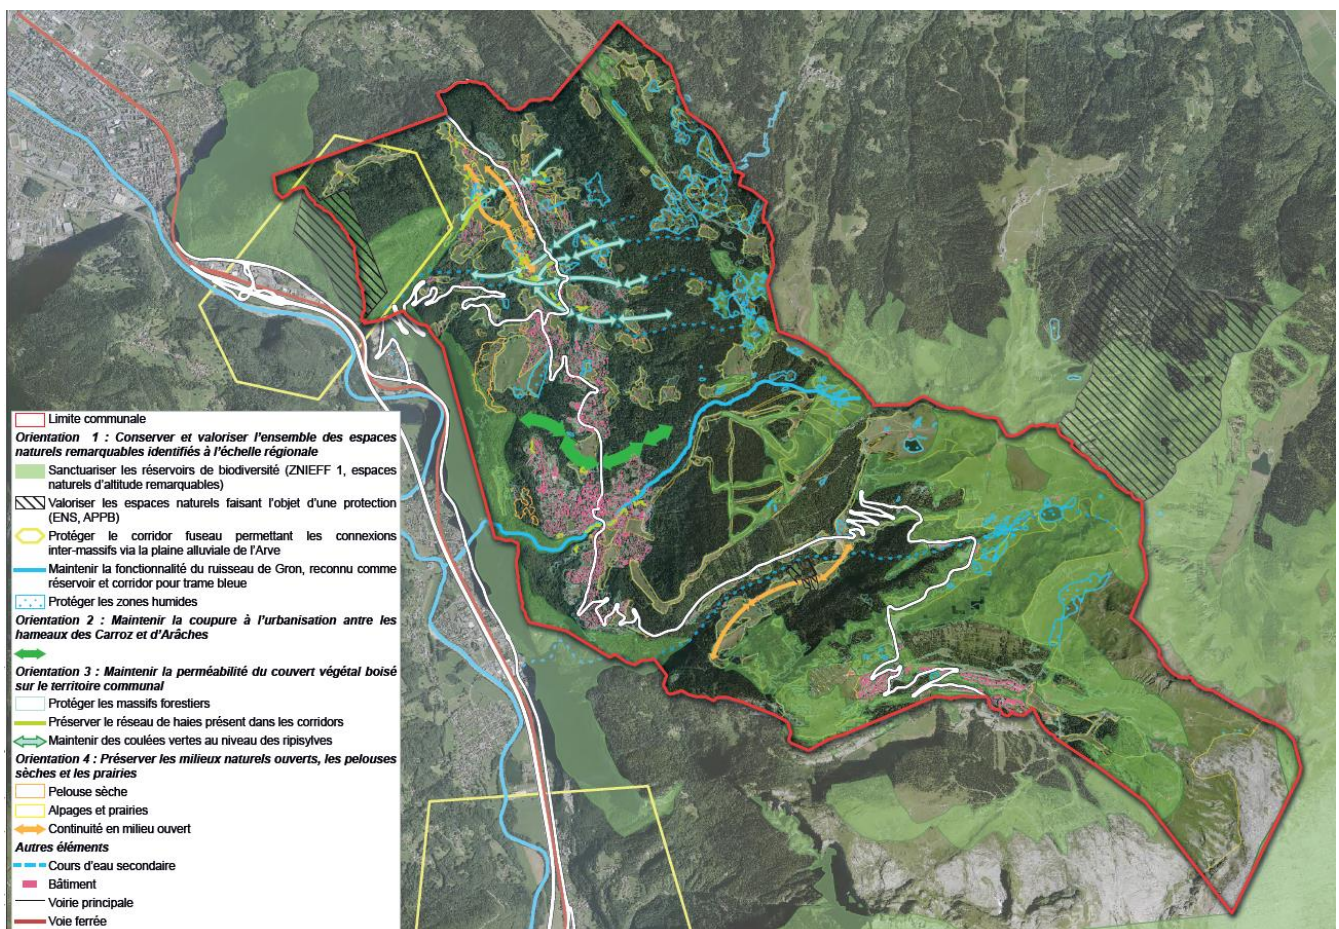 Limite communale
Orientation 1 : Conserver et valoriser l'ensemble des espaces
naturels remarquables identifiés à l'échelle régionale
Sanctuariser les réservoirs de biodiversité (ZNIEFF 1, espaces
naturels d'altitude remarquables)
Valoriser les espaces naturels faisant l'objet d'une protection
(ENS, APPB)
Protéger le corridor fuseau permettant les connexions
inter-massifs via la plaine alluviale de l'Arve
Maintenir la fonctionnalité du ruisseau de Gron, reconnu comme
réservoir et corridor pour trame bleue
Protéger les zones humides
Orientation 2 : Maintenir la coupure à l'urbanisation antre les
hameaux des Carroz et d'Arâches
Orientation 3 : Maintenir la perméabilité du couvert végétal boisé
sur le territoire communal
Protéger les massifs forestiers
Préserver le réseau de haies présent dans les corridors
Maintenir des coulées vertes au niveau des ripisylves
Orientation 4 : Préserver les milieux naturels ouverts, les pelouses
sèches et les prairies
Pelouse sèche
Alpages et prairies
Continuité en milieu ouvert
Autres éléments
Cours d'eau secondaire
Bâtiment
Voirie principale
Voie ferrée